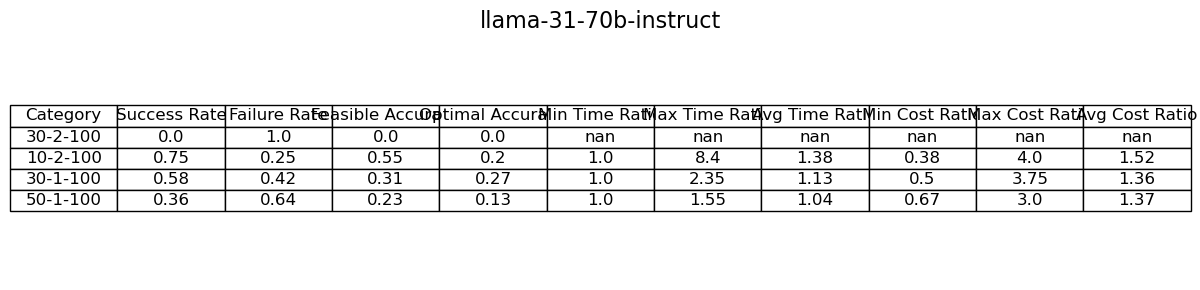 llama-31-70b-instruct
Category Success Rate Failure Rate Feasible Accura Optimal Accura Min Time Rati Max Time Rati Avg Time Rati Min Cost Rati Max Cost Rati Avg Cost Ratio
30-2-100 0.0 1.0 0.0 0.0 nan nan nan nan nan nan
10-2-100 0.75 0.25 0.55 0.2 1.0 8.4 1.38 0.38 4.0 1.52
30-1-100 0.58 0.42 0.31 0.27 1.0 2.35 1.13 0.5 3.75 1.36
50-1-100 0.36 0.64 0.23 0.13 1.0 1.55 1.04 0.67 3.0 1.37